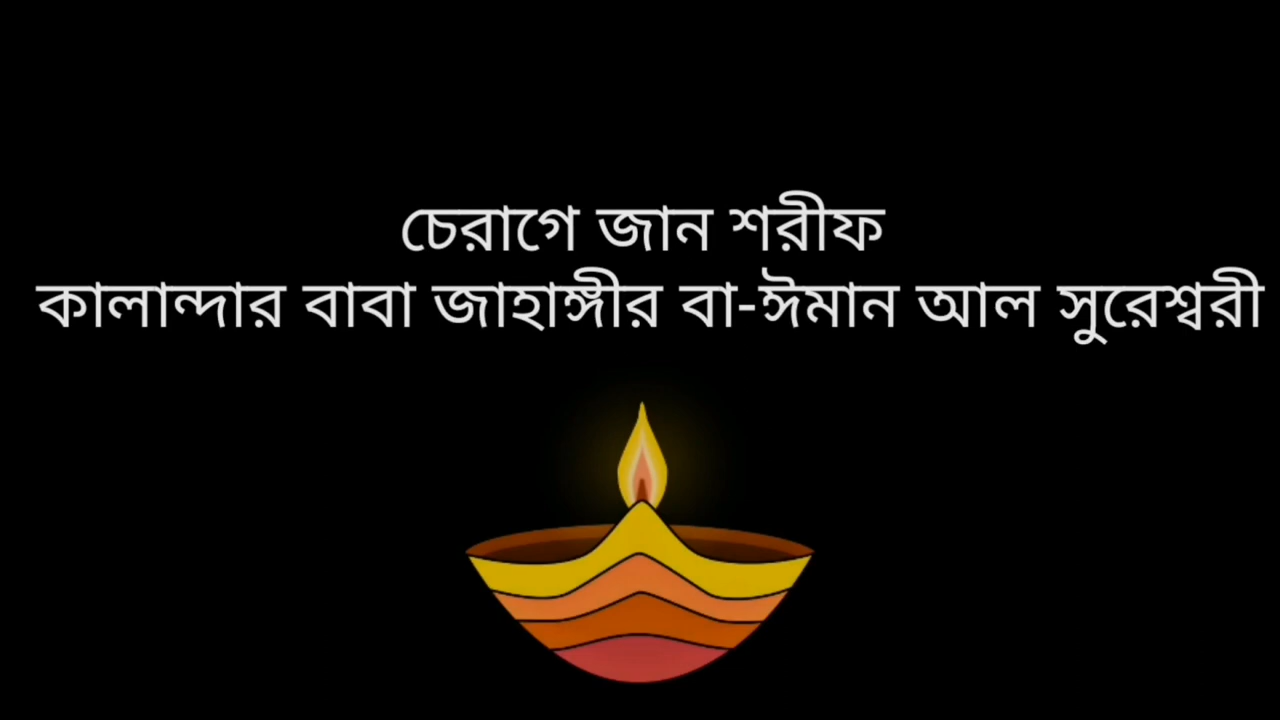 চেরাগে জান শরীফ
কালান্দার বাবা জাহাঙ্গীর বা-ঈমান আল সুরেশ্বরী